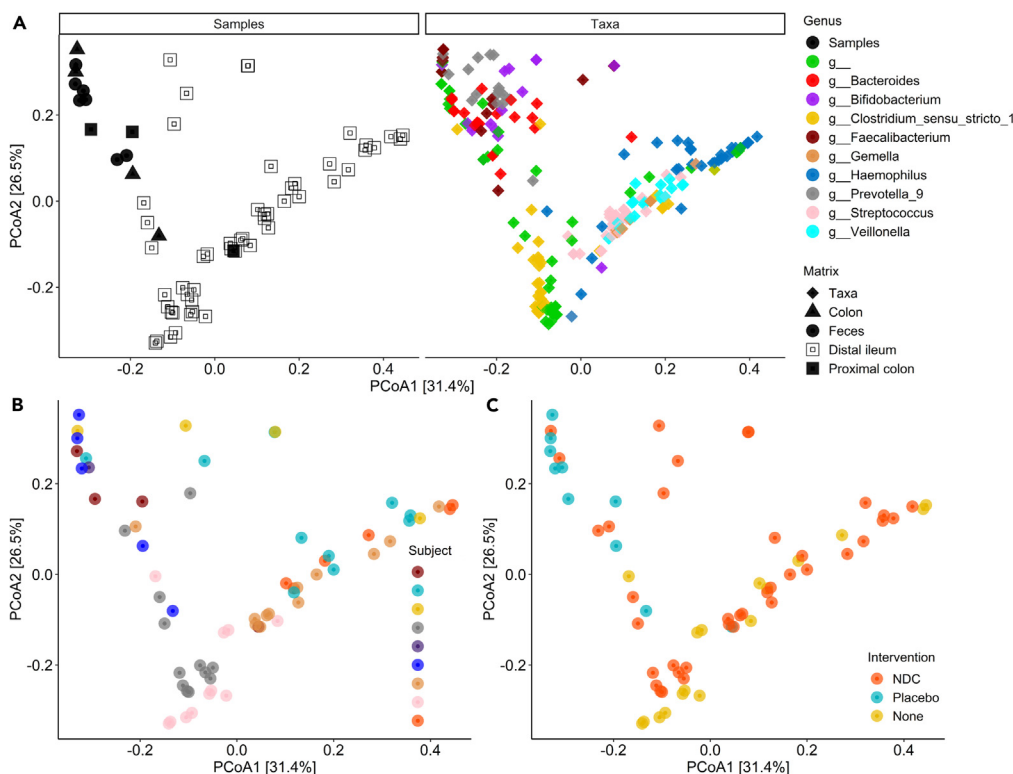 A
Samples
Taxa
PCoA2 [26.5%]
0.2
0.0
-0.2
-0.2
0.0
0.2
0.4
-0.2
0.0
0.2
0.4
PCoA1 [31.4%]
Genus
Samples
g__
g__Bacteroides
g__Bifidobacterium
g__Clostridium_sensu_stricto_1
g__Faecalibacterium
g__Gemella
g__Haemophilus
g__Prevotella_9
g__Streptococcus
g__Veillonella
Matrix
Taxa
Colon
Feces
Distal ileum
Proximal colon
B
PCoA2 [26.5%]
0.2
0.0
-0.2
-0.2
0.0
0.2
0.4
PCoA1 [31.4%]
Subject
C
PCoA2 [26.5%]
0.2
0.0
-0.2
-0.2
0.0
0.2
0.4
PCoA1 [31.4%]
Intervention
NDC
Placebo
None